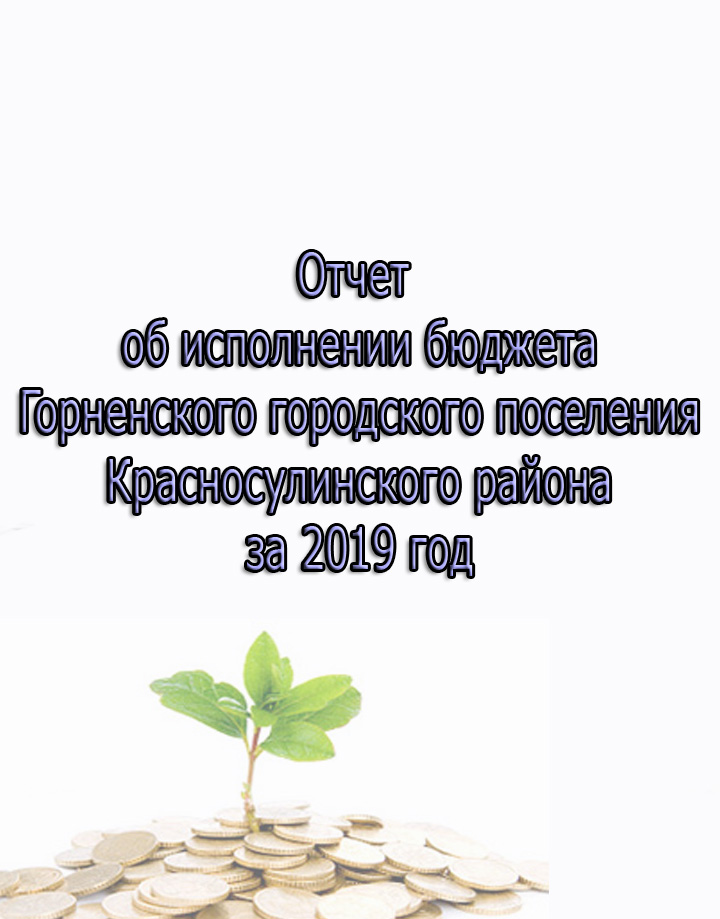 Отчет
об исполнении бюджета
Горненского городского поселения
Красносулинского района
за 2019 год